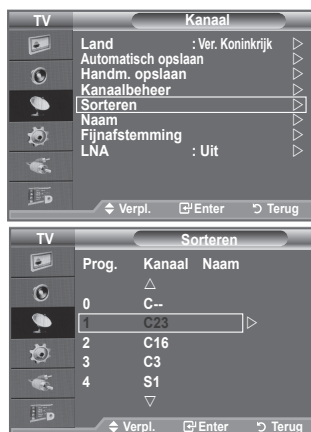 TV Kanaal
Land : Ver. Koninkrijk
Automatisch opslaan
Handm. opslaan
Kanaalbeheer
Sorteren
Naam
Fijnafstemming
LNA : Uit
Verpl. Enter Terug
TV Sorteren
Prog. Kanaal Naam
0 C--
1 C23
2 C16
3 C3
4 S1
Verpl. Enter Terug